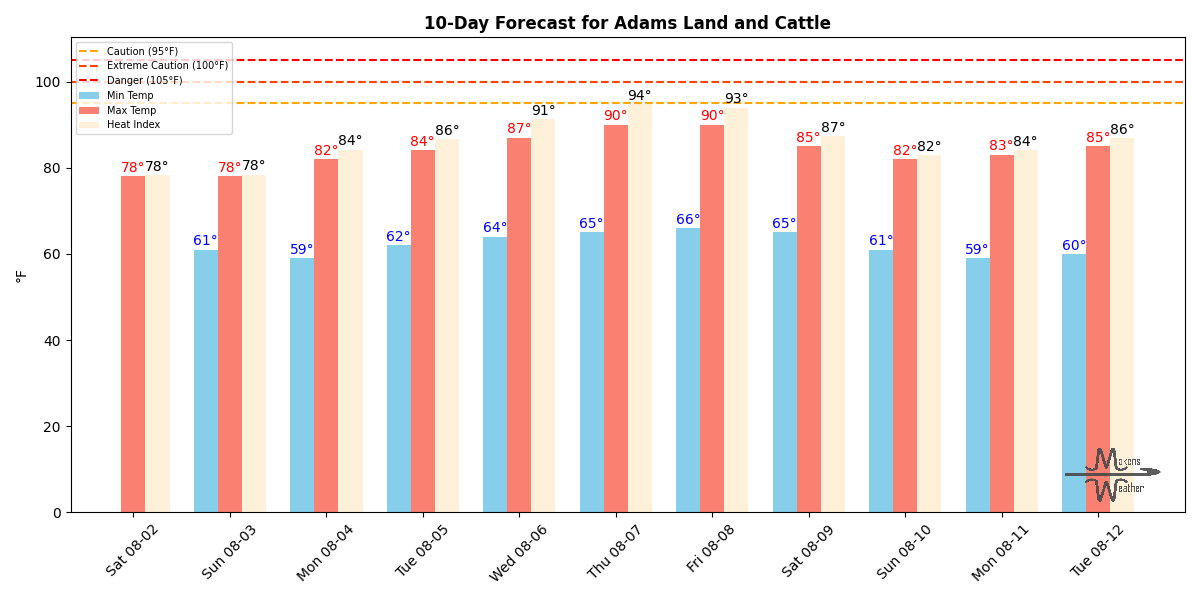 10-Day Forecast for Adams Land and Cattle
Caution (95°F)
Extreme Caution (100°F)
Danger (105°F)
Min Temp
Max Temp
Heat Index
°F
100
80
60
40
20
0
78° 78°
61° 78° 78°
59° 82° 84°
62° 84° 86°
64° 87° 91°
65° 90° 94°
66° 90° 93°
65° 85° 87°
61° 82° 82°
59° 83° 84°
60° 85° 86°
Sat 08-02
Sun 08-03
Mon 08-04
Tue 08-05
Wed 08-06
Thu 08-07
Fri 08-08
Sat 08-09
Sun 08-10
Mon 08-11
Tue 08-12